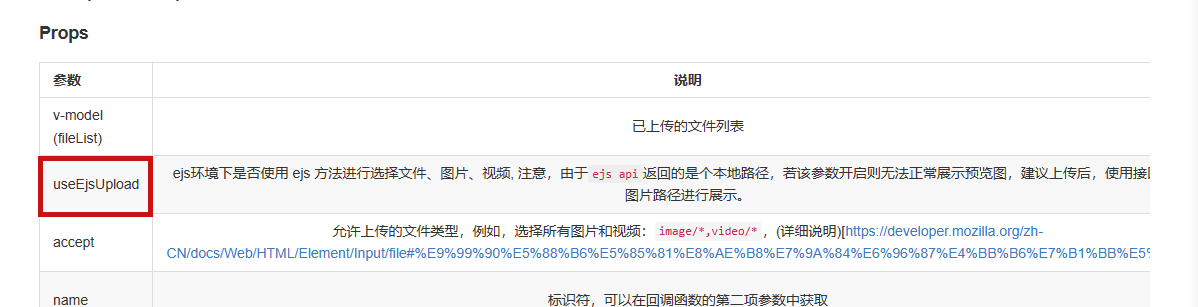 Props
参数 说明
v-model
(fileList)
已上传的文件列表
useEjsUpload
ejs环境下是否使用 ejs 方法进行选择文件、图片、视频, 注意，由于 ejs api 返回的是个本地路径，若该参数开启则无法正常展示预览图，建议上传后，使用接
图片路径进行展示。
accept
允许上传的文件类型，例如，选择所有图片和视频： image/*,video/* ，(详细说明)[https://developer.mozilla.org/zh-
CN/docs/Web/HTML/Element/Input/file#%E9%99%90%E5%88%B6%E5%85%81%E8%AE%B8%E7%9A%84%E6%96%87%E4%BB%B6%E7%B1%BB%E5%
name 标识符，可以在回调函数的第二项参数中获取